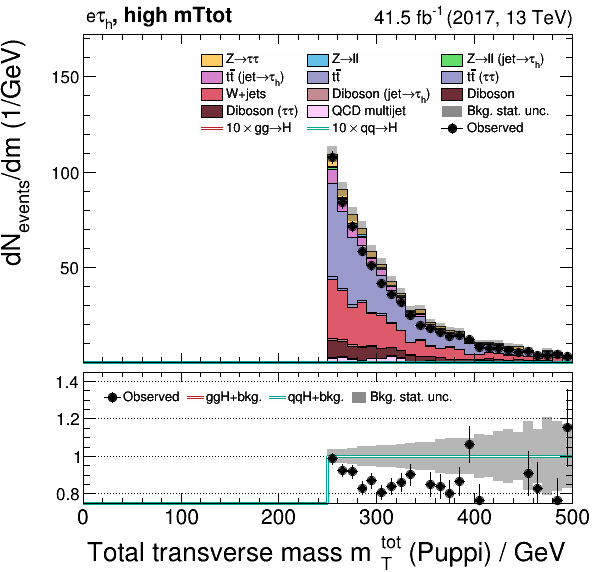 eτh, high mTtot 41.5 fb-1 (2017, 13 TeV)
dNevents/dm (1/GeV)
150
100
50
Z→ττ Z→ll Z→ll (jet→τh)
tt̄ (jet→τh) tt̄ tt̄ (ττ)
W+jets Diboson (jet→τh) Diboson
Diboson (ττ) QCD multijet Bkg. stat. unc.
10 × gg→H 10 × qq→H Observed
1.4
1.2
1
0.8
Observed ggH+bkg. qqH+bkg. Bkg. stat. unc.
0 100 200 300 400 500
Total transverse mass m T tot (Puppi) / GeV